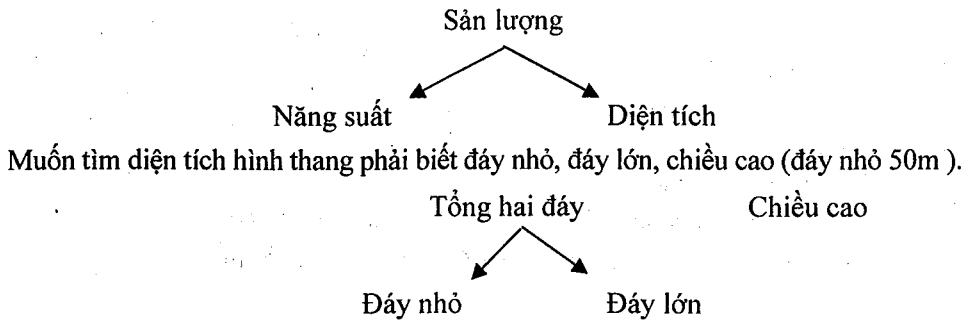 Sản lượng
Năng suất Diện tích
Muốn tìm diện tích hình thang phải biết đáy nhỏ, đáy lớn, chiều cao (đáy nhỏ 50m ).
Tổng hai đáy Chiều cao
Đáy nhỏ Đáy lớn